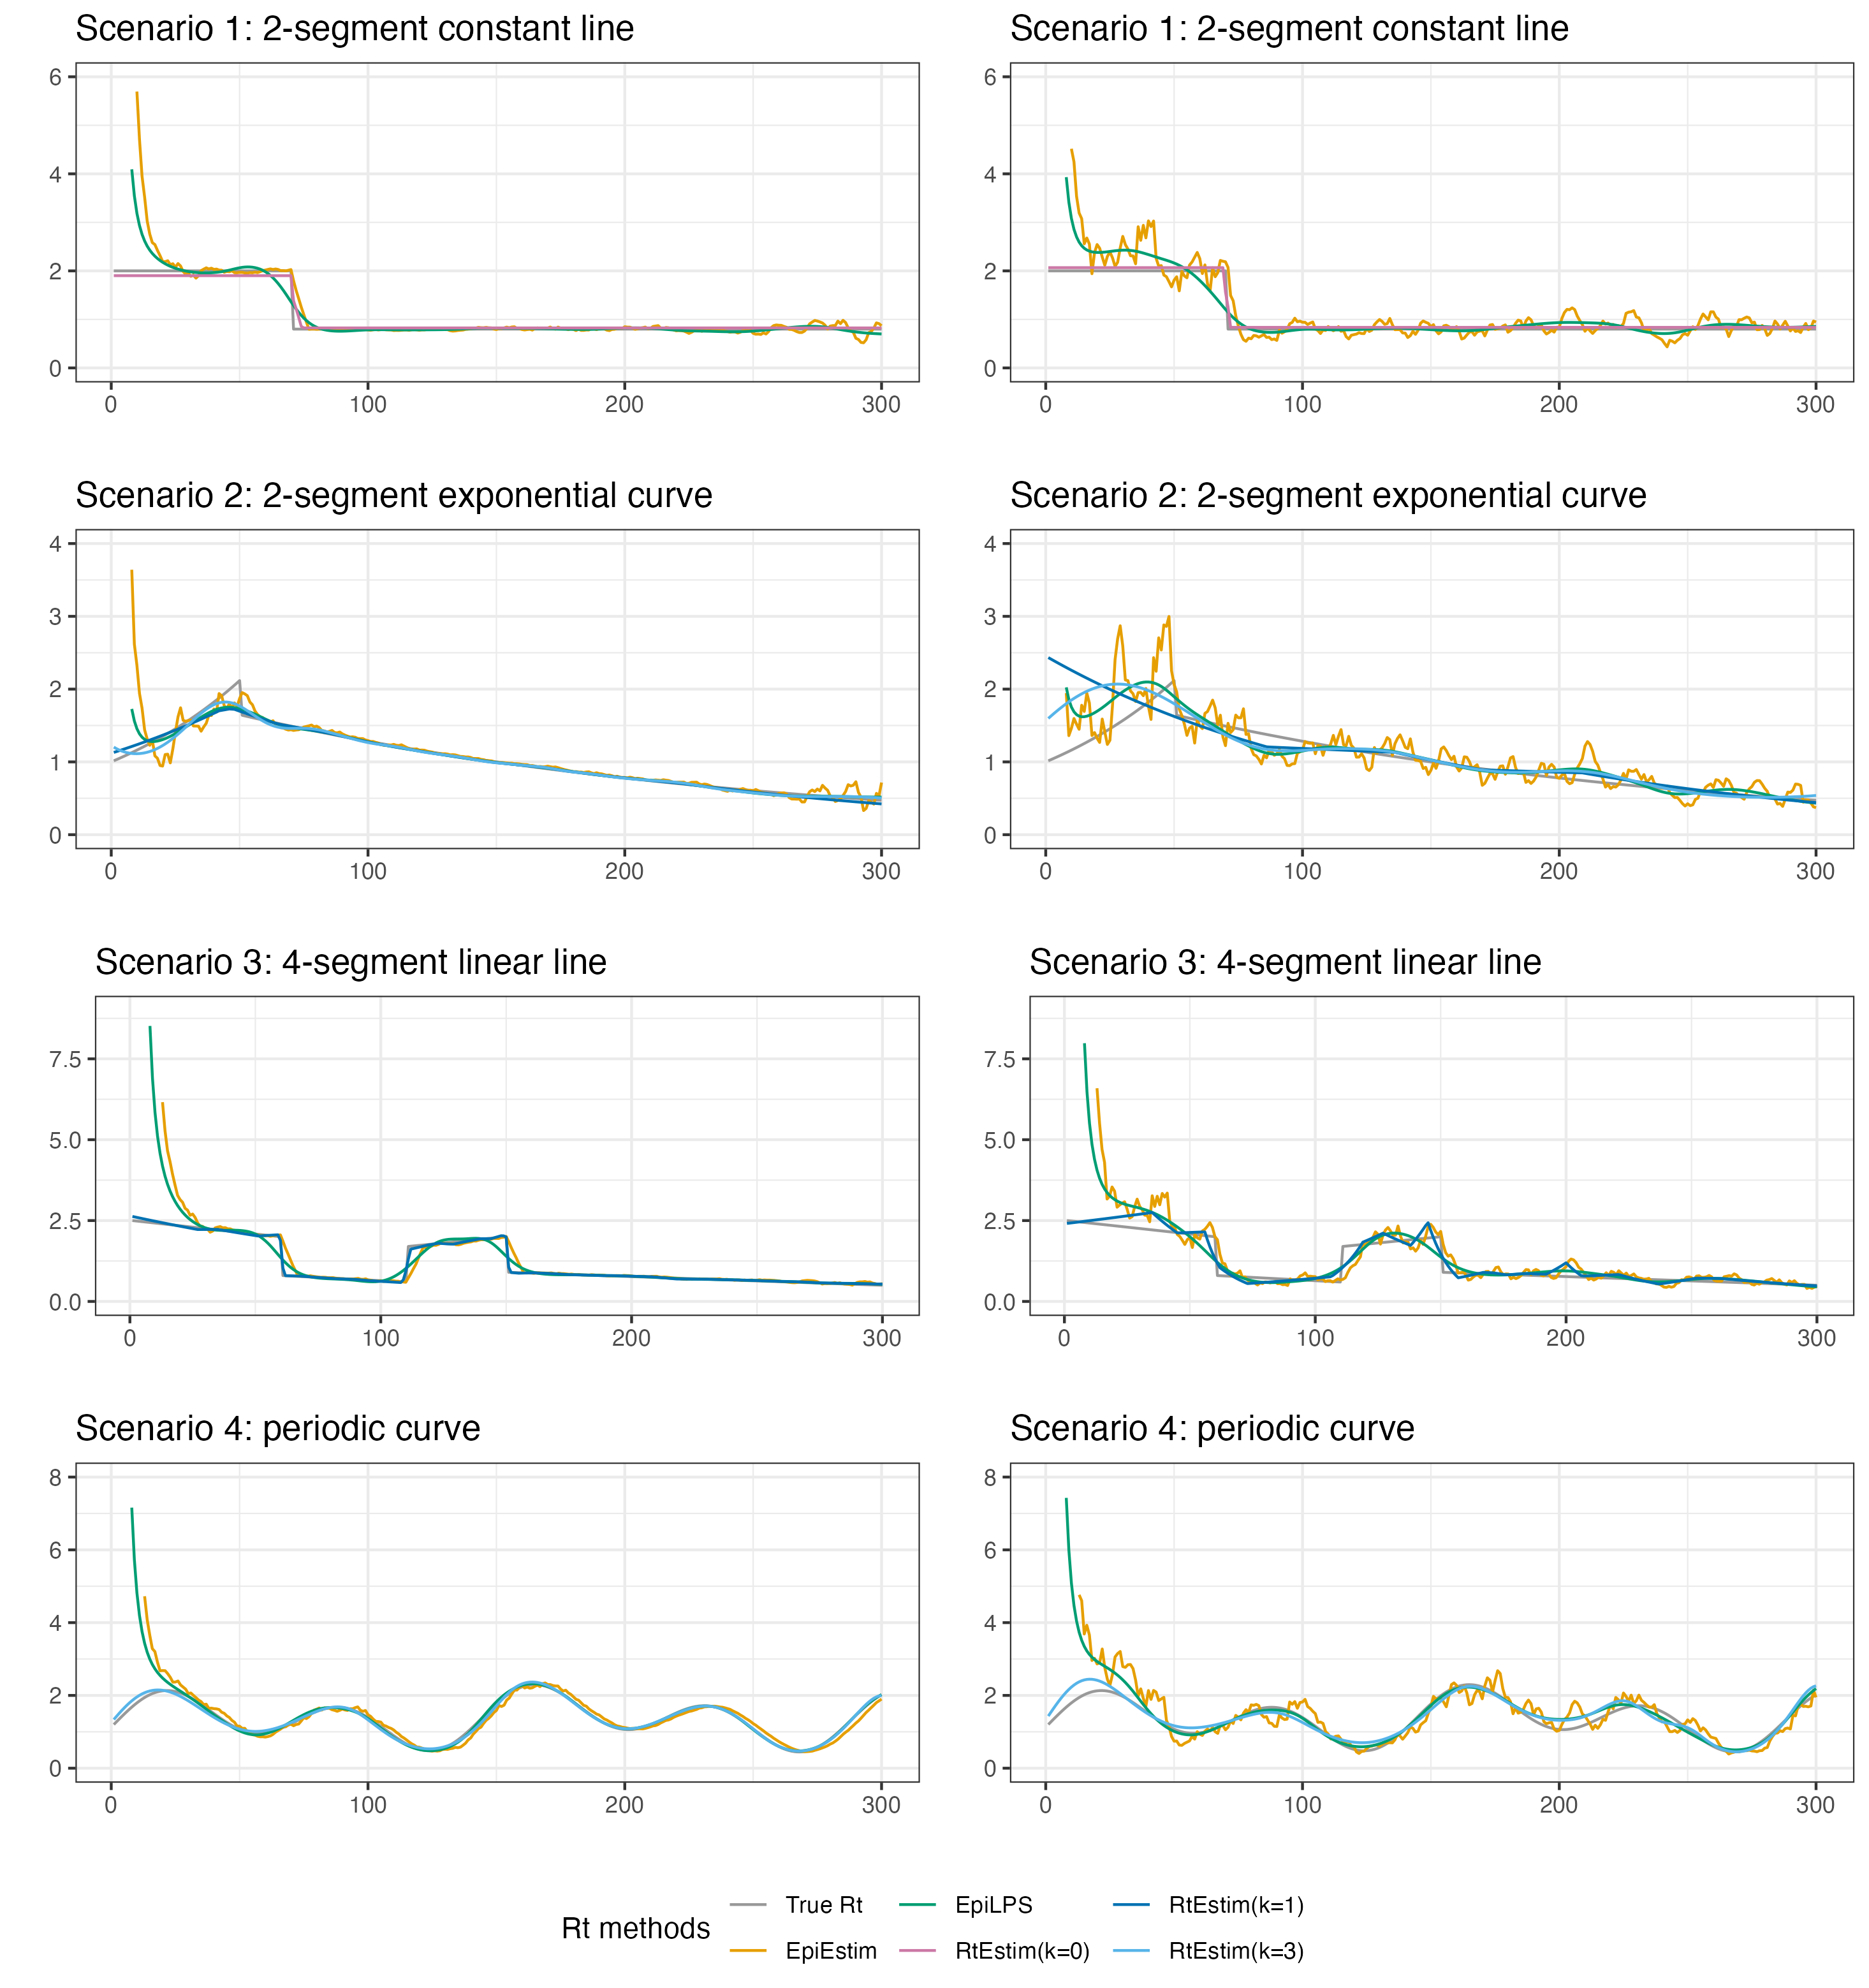 Scenario 1: 2-segment constant line
6
4
2
0
0 100 200 300
Scenario 1: 2-segment constant line
6
4
2
0
0 100 200 300
Scenario 2: 2-segment exponential curve
4
3
2
1
0
0 100 200 300
Scenario 2: 2-segment exponential curve
4
3
2
1
0
0 100 200 300
Scenario 3: 4-segment linear line
7.5
5.0
2.5
0.0
0 100 200 300
Scenario 3: 4-segment linear line
7.5
5.0
2.5
0.0
0 100 200 300
Scenario 4: periodic curve
8
6
4
2
0
0 100 200 300
Scenario 4: periodic curve
8
6
4
2
0
0 100 200 300
Rt methods
True Rt EpiLPS RtEstim(k=1)
EpiEstim RtEstim(k=0) RtEstim(k=3)